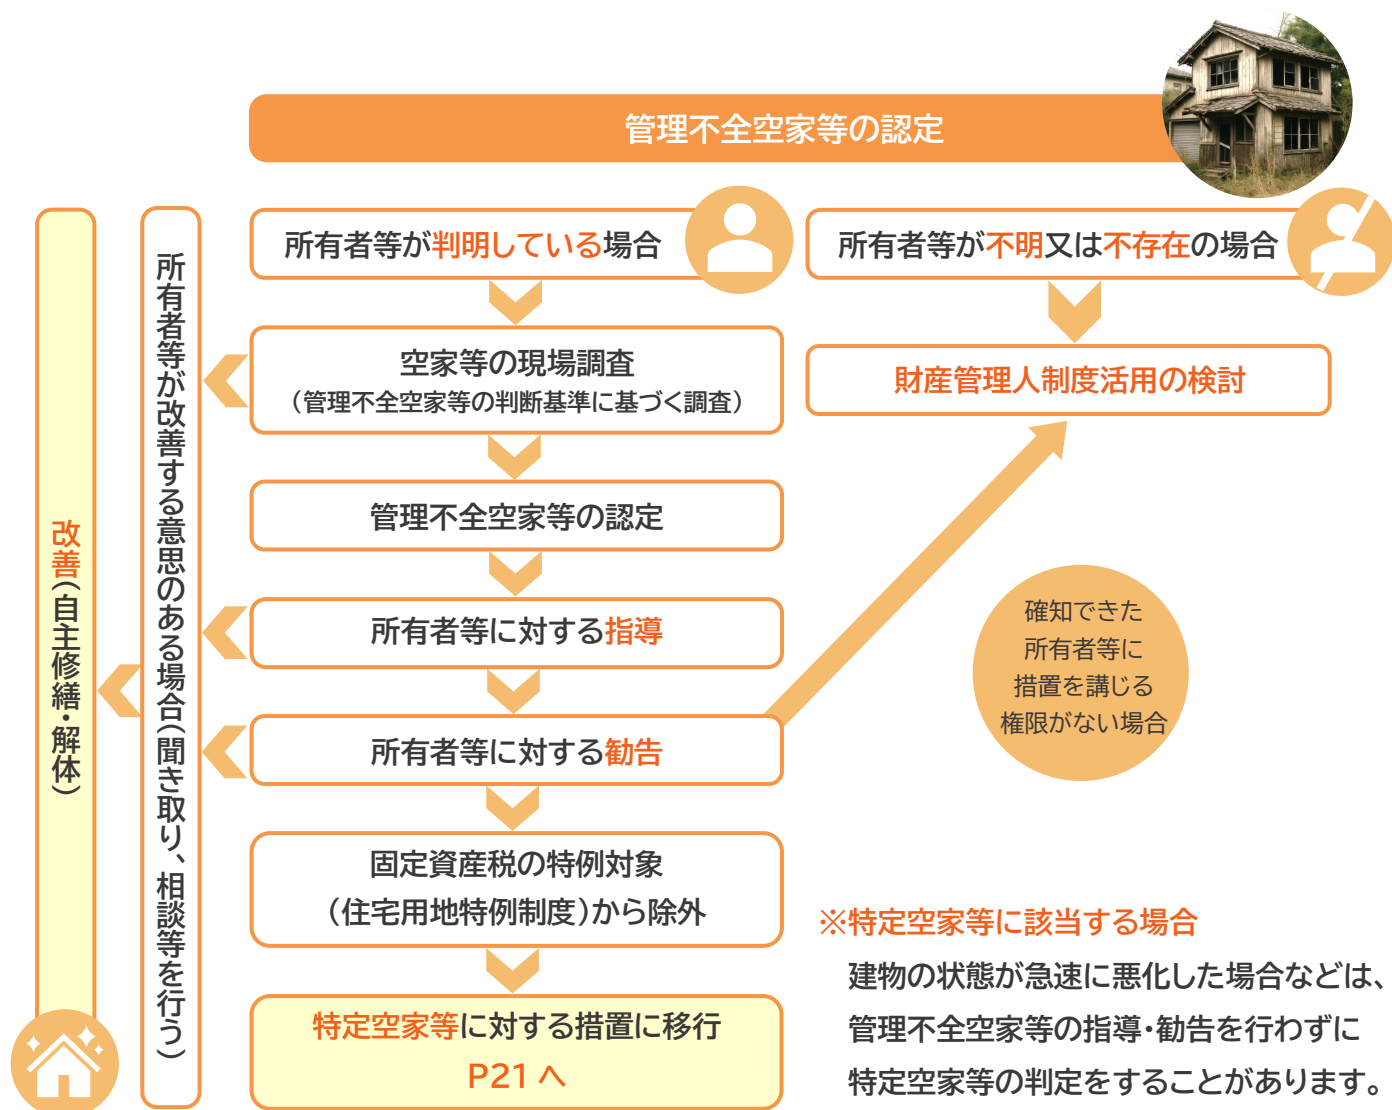 管理不全空家等の認定
所有者等が判明している場合
所有者等が不明又は不存在の場合
空家等の現場調査
（管理不全空家等の判断基準に基づく調査）
財産管理人制度活用の検討
管理不全空家等の認定
所有者等に対する指導
所有者等に対する勧告
確知できた
所有者等に
措置を講じる
権限がない場合
固定資産税の特例対象
（住宅用地特例制度）から除外
特定空家等に対する措置に移行
P21 へ
所有者等が改善する意思のある場合（聞き取り、相談等を行う）
改善（自主修繕・解体）
※特定空家等に該当する場合
建物の状態が急速に悪化した場合などは、
管理不全空家等の指導・勧告を行わずに
特定空家等の判定をすることがあります。